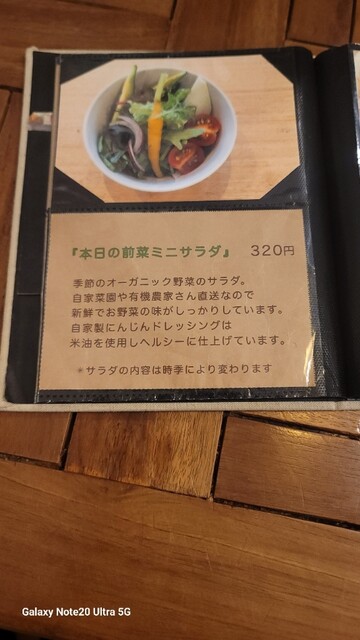 『本日の前菜ミニサラダ』 320円
季節のオーガニック野菜のサラダ。
自家菜園や有機農家さん直送なので
新鮮でお野菜の味がしっかりしています。
自家製にんじんドレッシングは
米油を使用しヘルシーに仕上げています。
＊サラダの内容は時季により変わります
Galaxy Note20 Ultra 5G